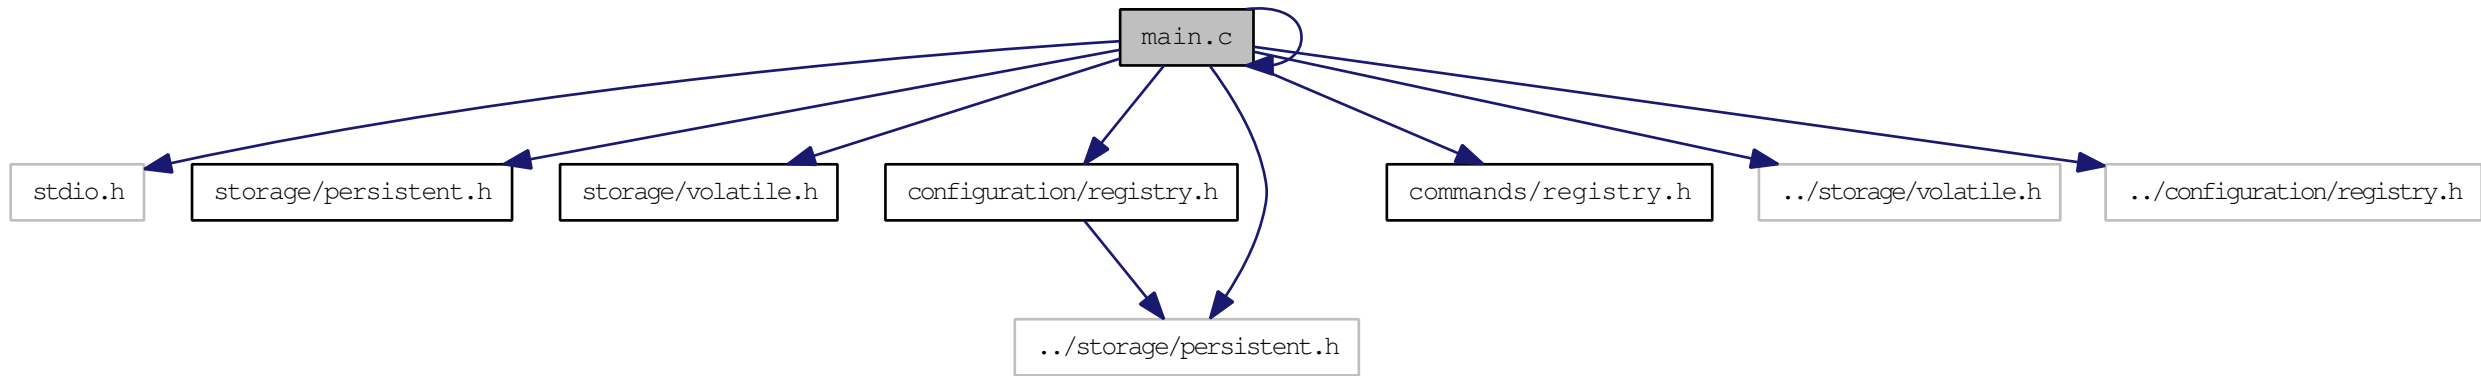 main.c
stdio.h
storage/persistent.h
storage/volatile.h
configuration/registry.h
commands/registry.h
../storage/volatile.h
../configuration/registry.h
../storage/persistent.h